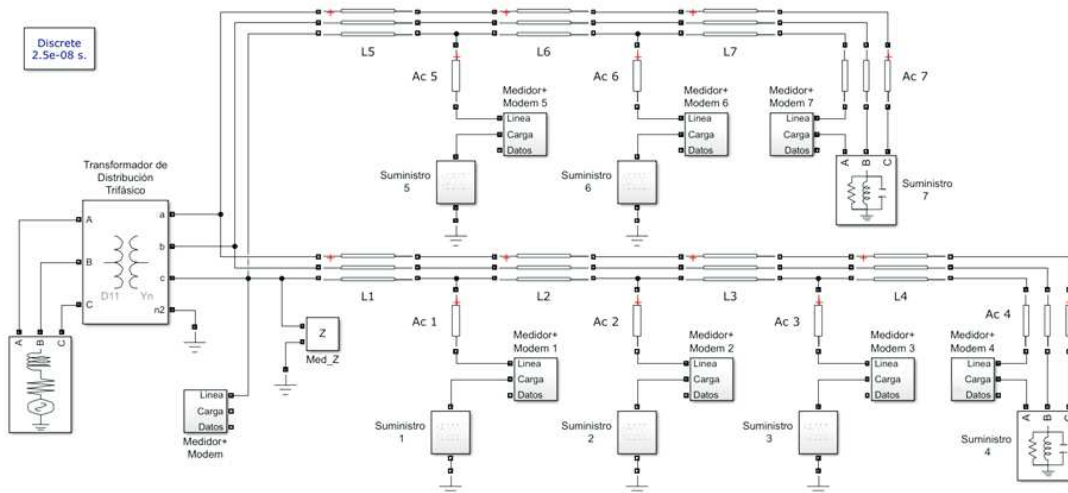 Discrete
2.5e-08 s.
L5
L6
L7
Ac 5
Ac 6
Ac 7
Medidor+
Modem 5
Linea
Carga
Datos
Medidor+
Modem 6
Linea
Carga
Datos
Medidor+
Modem 7
Linea
Carga
Datos
Suministro
5
Suministro
6
A
B
C
Suministro
7
Transformador de
Distribución
Trifásico
A
B
C
D11
Yn
a
b
c
n2
A
B
C
L1
L2
L3
L4
Z
Med_Z
Linea
Carga
Datos
Medidor+
Modem
Ac 1
Ac 2
Ac 3
Ac 4
Medidor+
Modem 1
Linea
Carga
Datos
Medidor+
Modem 2
Linea
Carga
Datos
Medidor+
Modem 3
Linea
Carga
Datos
Medidor+
Modem 4
Linea
Carga
Datos
Suministro
1
Suministro
2
Suministro
3
A
B
C
Suministro
4